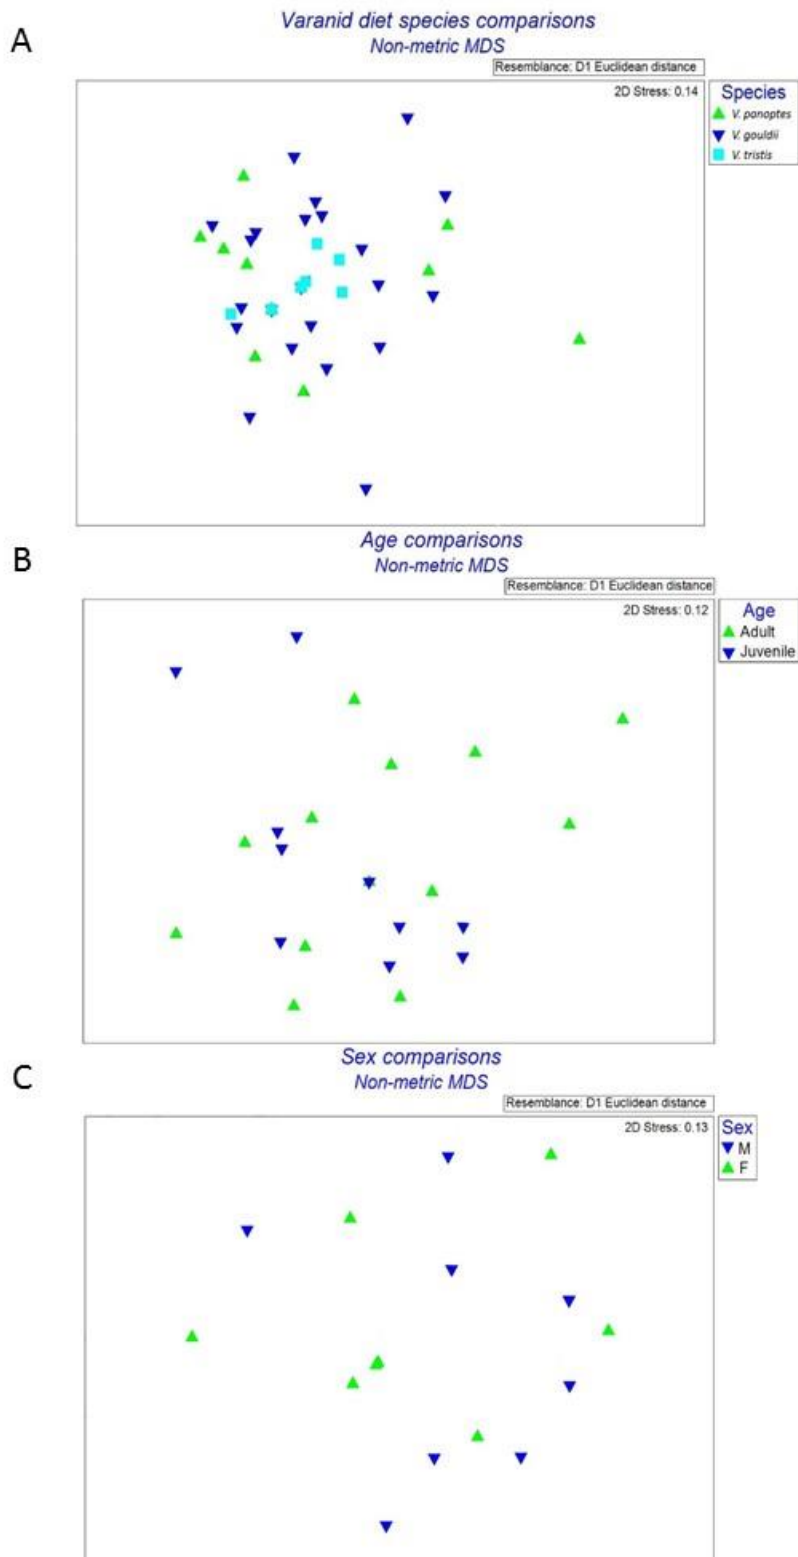 A
Varanid diet species comparisons
Non-metric MDS
Resemblance: D1 Euclidean distance
2D Stress: 0.14
Species
V. panoptes
V. gouldii
V. tristis
B
Age comparisons
Non-metric MDS
Resemblance: D1 Euclidean distance
2D Stress: 0.12
Age
Adult
Juvenile
C
Sex comparisons
Non-metric MDS
Resemblance: D1 Euclidean distance
2D Stress: 0.13
Sex
M
F